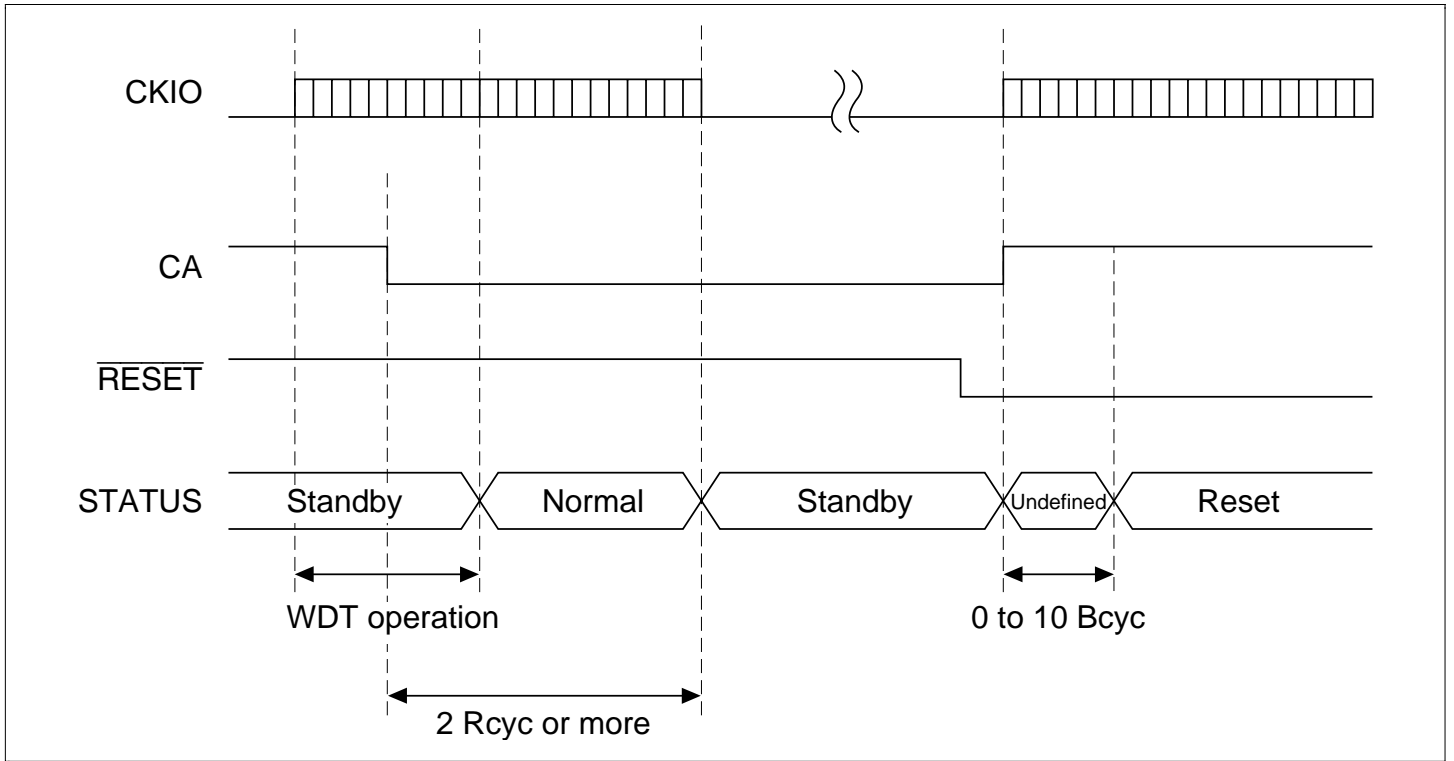 CKIO
CA
RESET
STATUS
Standby
Normal
Standby
Undefined
Reset
WDT operation
0 to 10 Bcyc
2 Rcyc or more